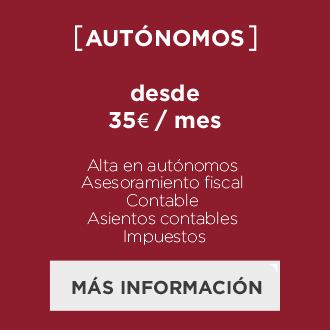 [AUTÓNOMOS]
desde
35€ / mes
Alta en autónomos
Asesoramiento fiscal
Contable
Asientos contables
Impuestos
MÁS INFORMACIÓN